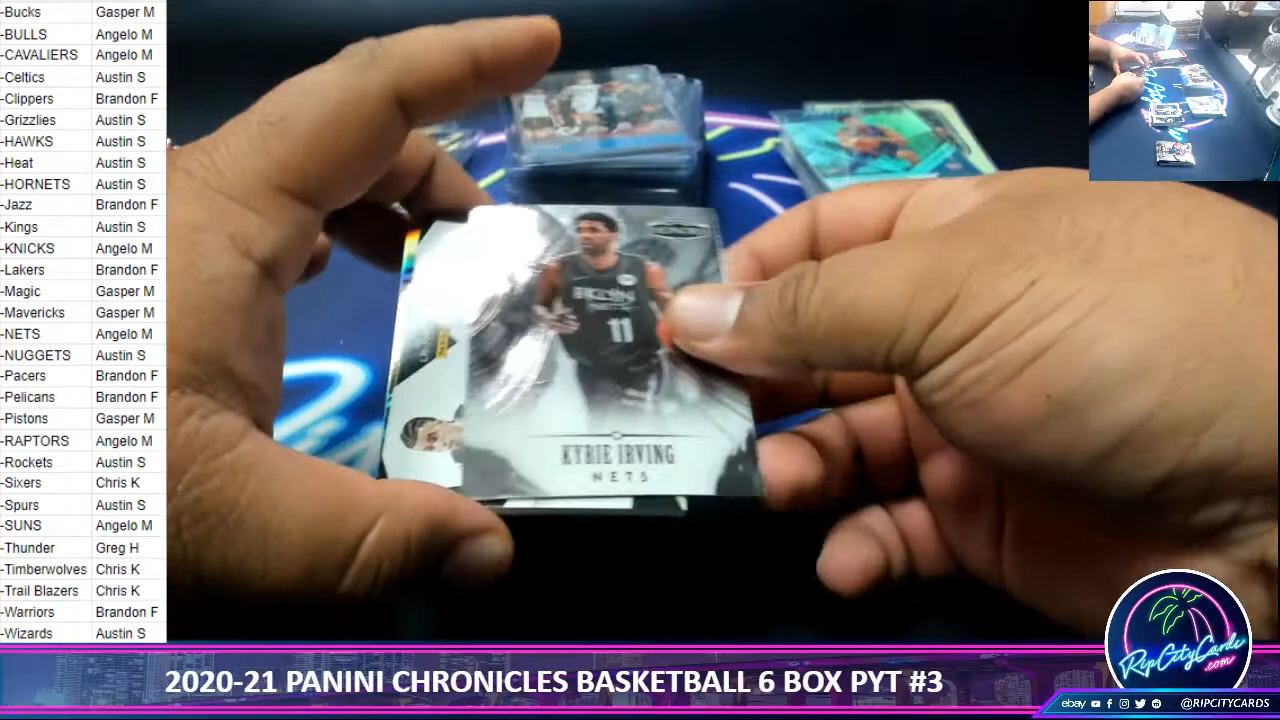 -Bucks Gasper M
-BULLS Angelo M
-CAVALIERS Angelo M
-Celtics Austin S
-Clippers Brandon F
-Grizzlies Austin S
-HAWKS Austin S
-Heat Austin S
-HORNETS Austin S
-Jazz Brandon F
-Kings Austin S
-KNICKS Angelo M
-Lakers Brandon F
-Magic Gasper M
-Mavericks Gasper M
-NETS Angelo M
-NUGGETS Austin S
-Pacers Brandon F
-Pelicans Brandon F
-Pistons Gasper M
-RAPTORS Angelo M
-Rockets Austin S
-Sixers Chris K
-Spurs Austin S
-SUNS Angelo M
-Thunder Greg H
-Timberwolves Chris K
-Trail Blazers Chris K
-Warriors Brandon F
-Wizards Austin S
BKLYN
NETS
11
KYRIE IRVING
NETS
RipCityCards
.com
2020-21 PANINI CHRONICLES BASKETBALL 6 BOX PYT #3
ebay @RIPCITYCARDS